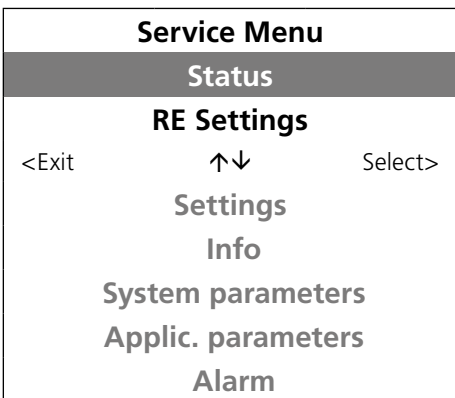 Service Menu
Status
RE Settings
<Exit ↑↓ Select>
Settings
Info
System parameters
Applic. parameters
Alarm